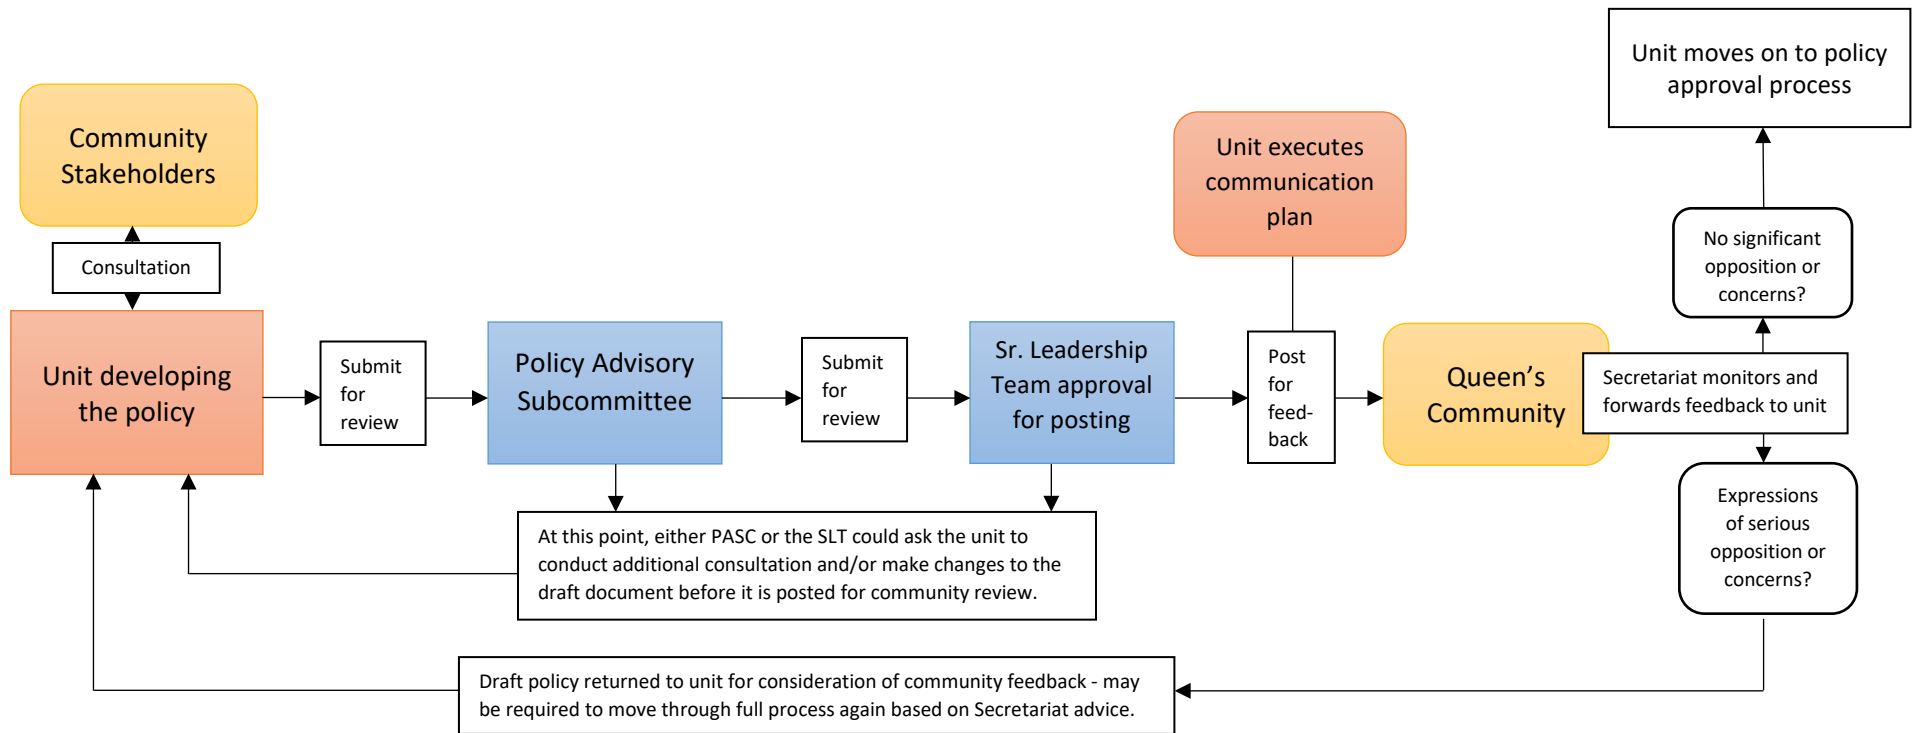 Community
Stakeholders
Consultation
Unit developing
the policy
Submit
for
review
Policy Advisory
Subcommittee
Submit
for
review
Sr. Leadership
Team approval
for posting
Unit executes
communication
plan
Post
for
feed-
back
Queen’s
Community
Secretariat monitors and
forwards feedback to unit
No significant
opposition or
concerns?
Unit moves on to policy
approval process
Expressions
of serious
opposition or
concerns?
At this point, either PASC or the SLT could ask the unit to
conduct additional consultation and/or make changes to the
draft document before it is posted for community review.
Draft policy returned to unit for consideration of community feedback - may
be required to move through full process again based on Secretariat advice.